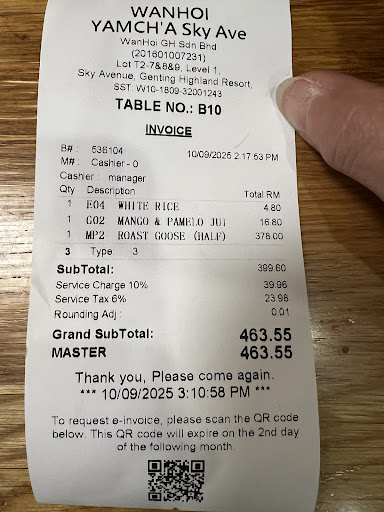 WANHOI
YAMCH'A Sky Ave
WanHoi GH Sdn Bhd
(201601007231)
Lot T2-7&8&9, Level 1,
Sky Avenue, Genting Highland Resort,
SST: W10-1809-32001243
TABLE NO.: B10
INVOICE
B# : 536104
M# : Cashier - 0 10/09/2025 2:17:53 PM
Cashier : manager
Qty Description Total RM
1 E04 WHITE RICE 4.80
1 G02 MANGO & PAMELO JUI 16.80
1 MP2 ROAST GOOSE (HALF) 378.00
3 Type: 3
SubTotal: 399.60
Service Charge 10% 39.96
Service Tax 6% 23.98
Rounding Adj : 0.01
Grand SubTotal: 463.55
MASTER 463.55
Thank you, Please come again.
*** 10/09/2025 3:10:58 PM ***
To request e-invoice, please scan the QR code
below. This QR code will expire on the 2nd day
of the following month.